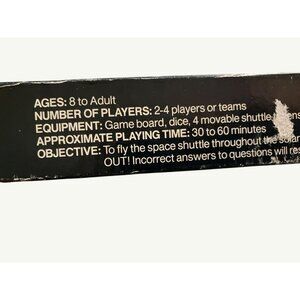 AGES: 8 to Adult
NUMBER OF PLAYERS: 2-4 players or teams
EQUIPMENT: Game board, dice, 4 movable shuttle
APPROXIMATE PLAYING TIME: 30 to 60 minutes
OBJECTIVE: To fly the space shuttle throughout the solar
OUT! Incorrect answers to questions will res